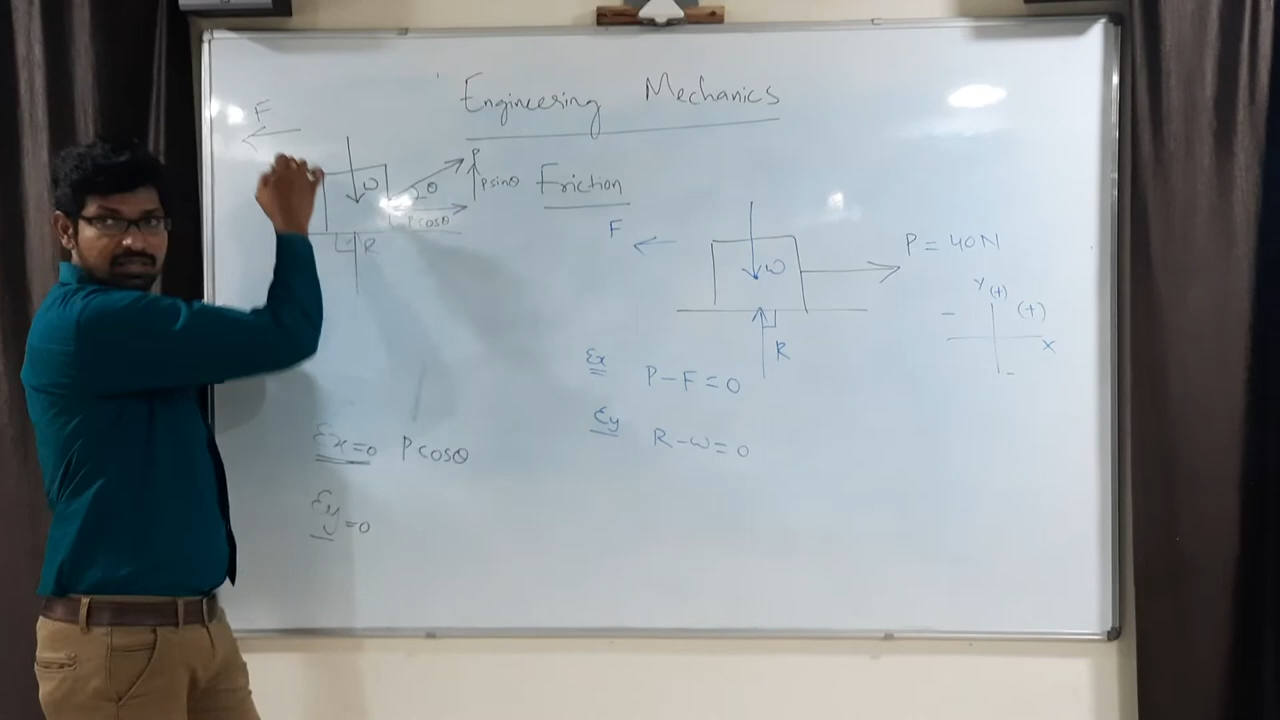 Engineering Mechanics
Friction
F
W
θ
P
Psinθ
Pcosθ
R
F
W
P = 40N
R
Y (+)
- (+)
X
-
Σx P-F=0
Σy R-W=0
Σx=0 Pcosθ
Σy=0